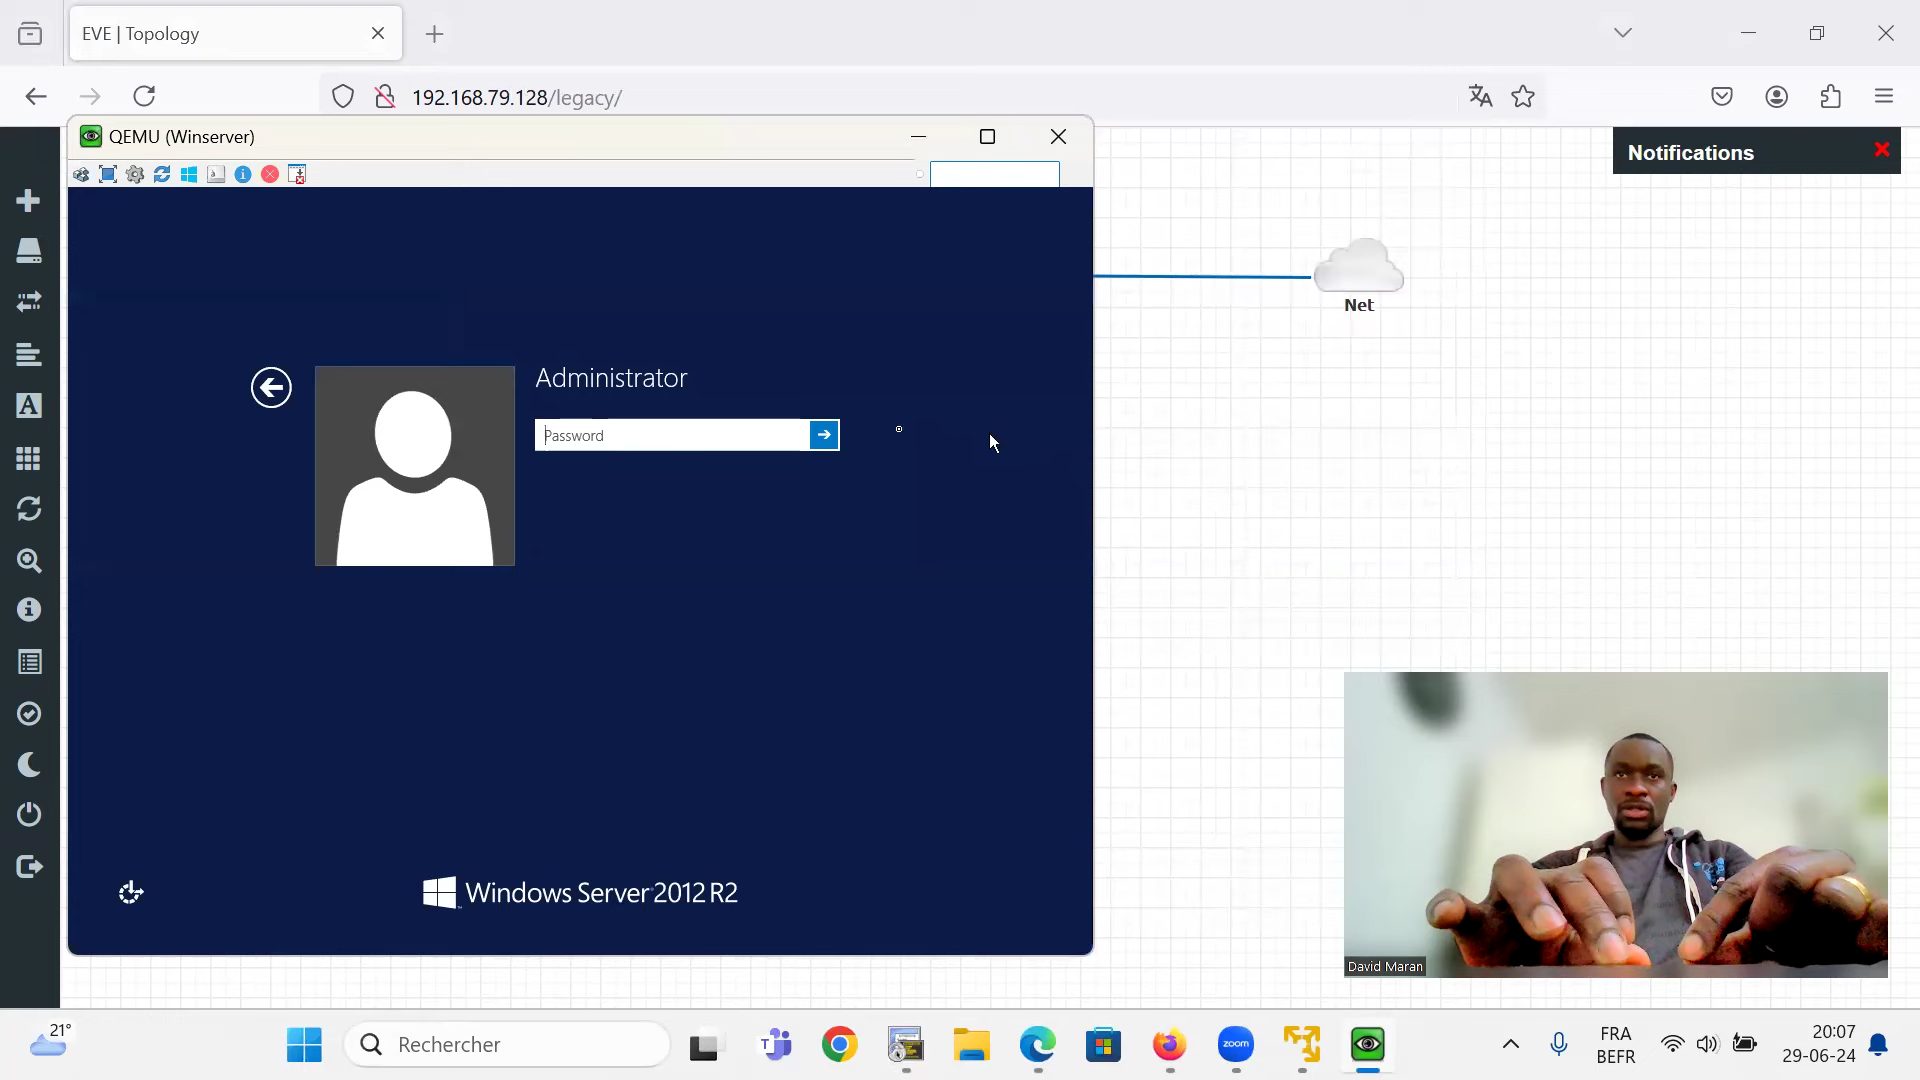 EVE | Topology
192.168.79.128/legacy/
QEMU (Winserver)
Notifications
Net
Administrator
Password
Windows Server 2012 R2
David Maran
21°
Rechercher
zoom
FRA
BEFR
20:07
29-06-24